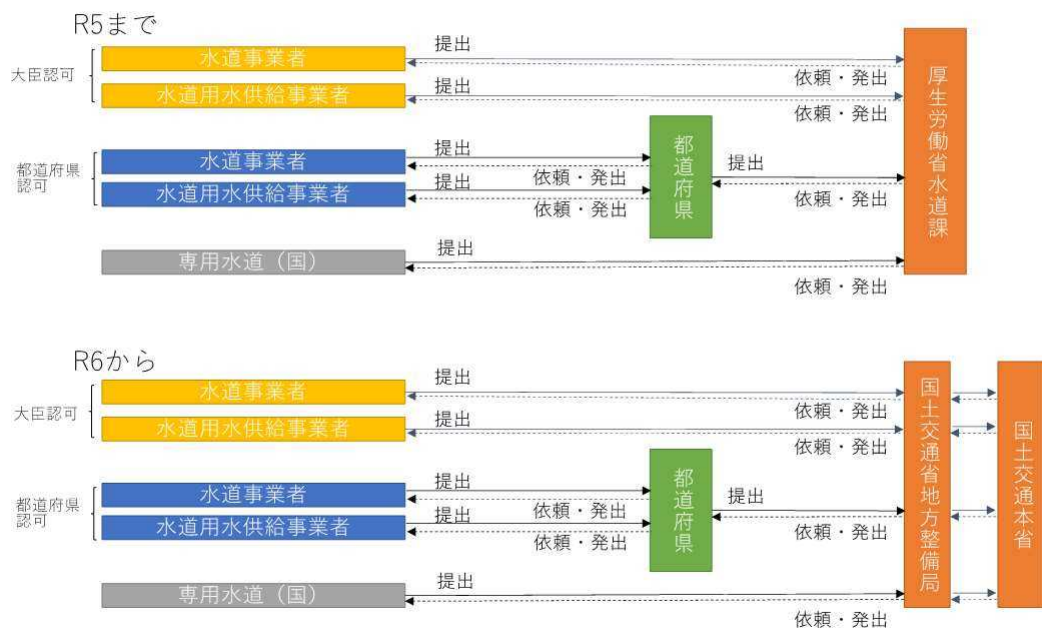 R5まで
提出
水道事業者
依頼・発出
大臣認可
提出
水道用水供給事業者
依頼・発出
提出
水道事業者
依頼・発出
都道府県
認可
提出
水道用水供給事業者
依頼・発出
都道府県
提出
依頼・発出
提出
専用水道（国）
依頼・発出
厚生労働省水道課
R6から
提出
水道事業者
依頼・発出
大臣認可
提出
水道用水供給事業者
依頼・発出
提出
水道事業者
依頼・発出
都道府県
認可
提出
水道用水供給事業者
依頼・発出
都道府県
提出
依頼・発出
提出
専用水道（国）
依頼・発出
国土交通省地方整備局
国土交通本省